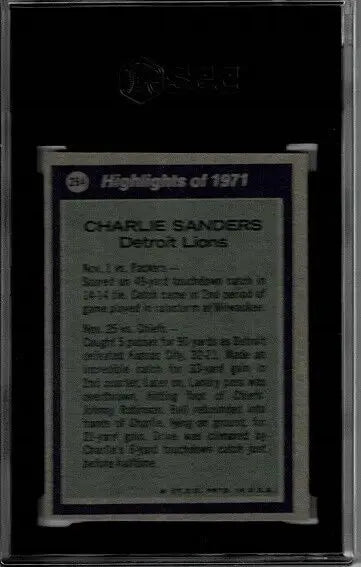 SGC
254 Highlights of 1971
CHARLIE SANDERS
Detroit Lions
Nov. 1 vs. Packers —
Scored on 45-yard touchdown catch in
14-14 tie. Catch came in 2nd period of
game played in rainstorm at Milwaukee.
Nov. 25 vs. Chiefs —
Caught 5 passes for 90-yards as Detroit
defeated Kansas City, 32-21. Made an
incredible catch for 33-yard gain in
2nd quarter. Later on, Landry pass was
overthrown, hitting Test of Chiefs'
Johnny Robinson. Ball rebounded into
hands of Charlie, lying on ground, for
21-yard gain. Drive was climaxed by
Charlie's 6-yard touchdown catch just
before halftime.
© T.C.G. PRTD. IN U.S.A.